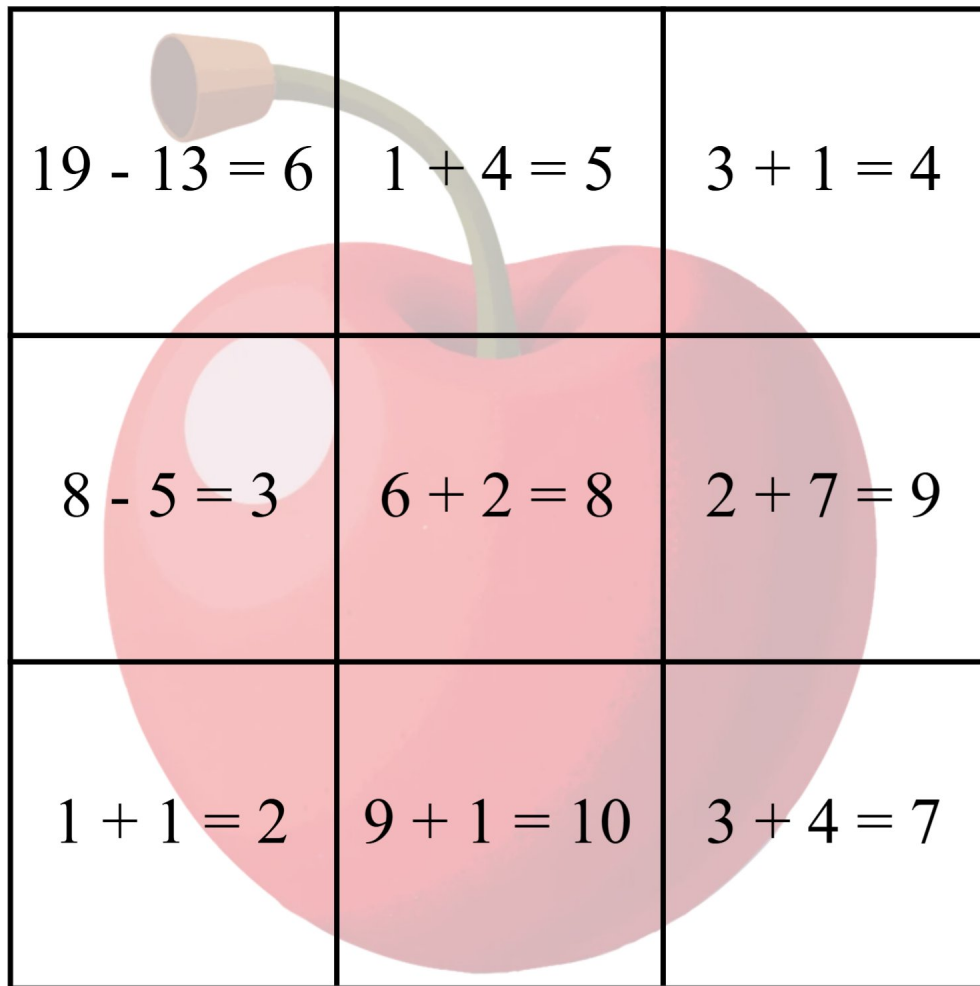 19 - 13 = 6
1 + 4 = 5
3 + 1 = 4
8 - 5 = 3
6 + 2 = 8
2 + 7 = 9
1 + 1 = 2
9 + 1 = 10
3 + 4 = 7